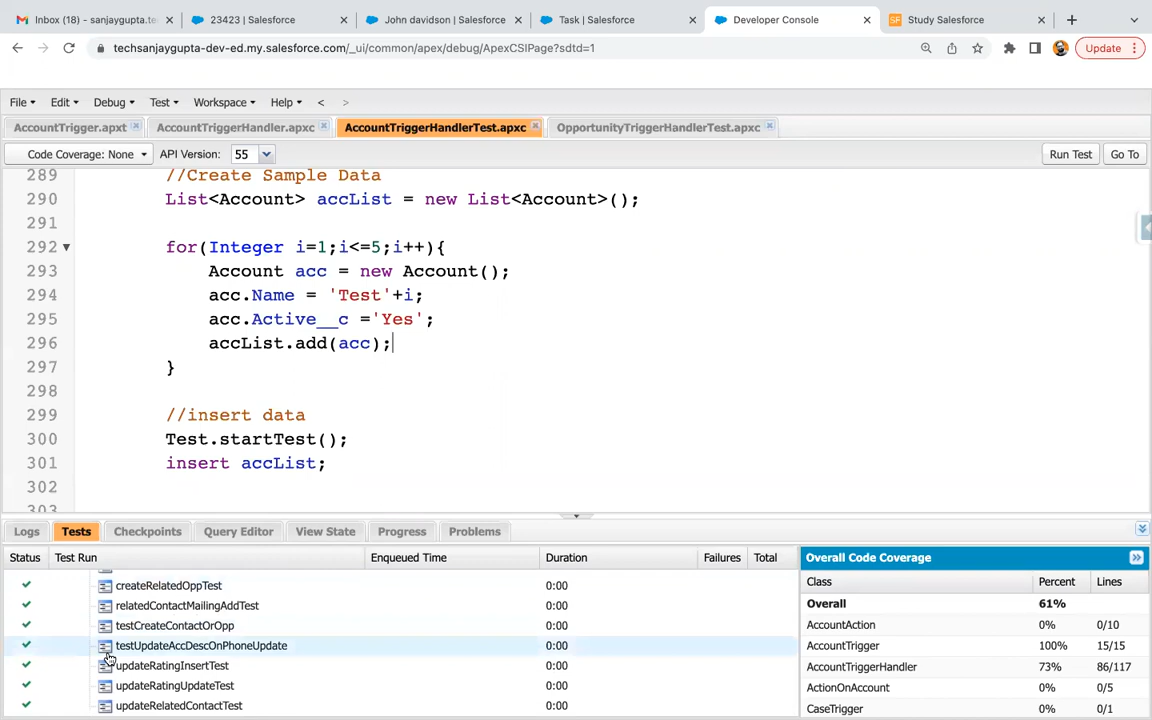 Inbox (18) - sanjaygupta.te
23423 | Salesforce
John davidson | Salesforce
Task | Salesforce
Developer Console
SF Study Salesforce
techsanjaygupta-dev-ed.my.salesforce.com/_ui/common/apex/debug/ApexCSIPage?sdtd=1
Update
File Edit Debug Test Workspace Help < >
AccountTrigger.apxt AccountTriggerHandler.apxc AccountTriggerHandlerTest.apxc OpportunityTriggerHandlerTest.apxc
Code Coverage: None API Version: 55 Run Test Go To
289 //Create Sample Data
290 List<Account> accList = new List<Account>();
291
292 for(Integer i=1;i<=5;i++){
293 Account acc = new Account();
294 acc.Name = 'Test'+i;
295 acc.Active__c ='Yes';
296 accList.add(acc);
297 }
298
299 //insert data
300 Test.startTest();
301 insert accList;
302
303
Logs Tests Checkpoints Query Editor View State Progress Problems
Status Test Run Enqueued Time Duration Failures Total
createRelatedOppTest 0:00
relatedContactMailingAddTest 0:00
testCreateContactOrOpp 0:00
testUpdateAccDescOnPhoneUpdate 0:00
updateRatingInsertTest 0:00
updateRatingUpdateTest 0:00
updateRelatedContactTest 0:00
Overall Code Coverage
Class Percent Lines
Overall 61%
AccountAction 0% 0/10
AccountTrigger 100% 15/15
AccountTriggerHandler 73% 86/117
ActionOnAccount 0% 0/5
CaseTrigger 0% 0/1